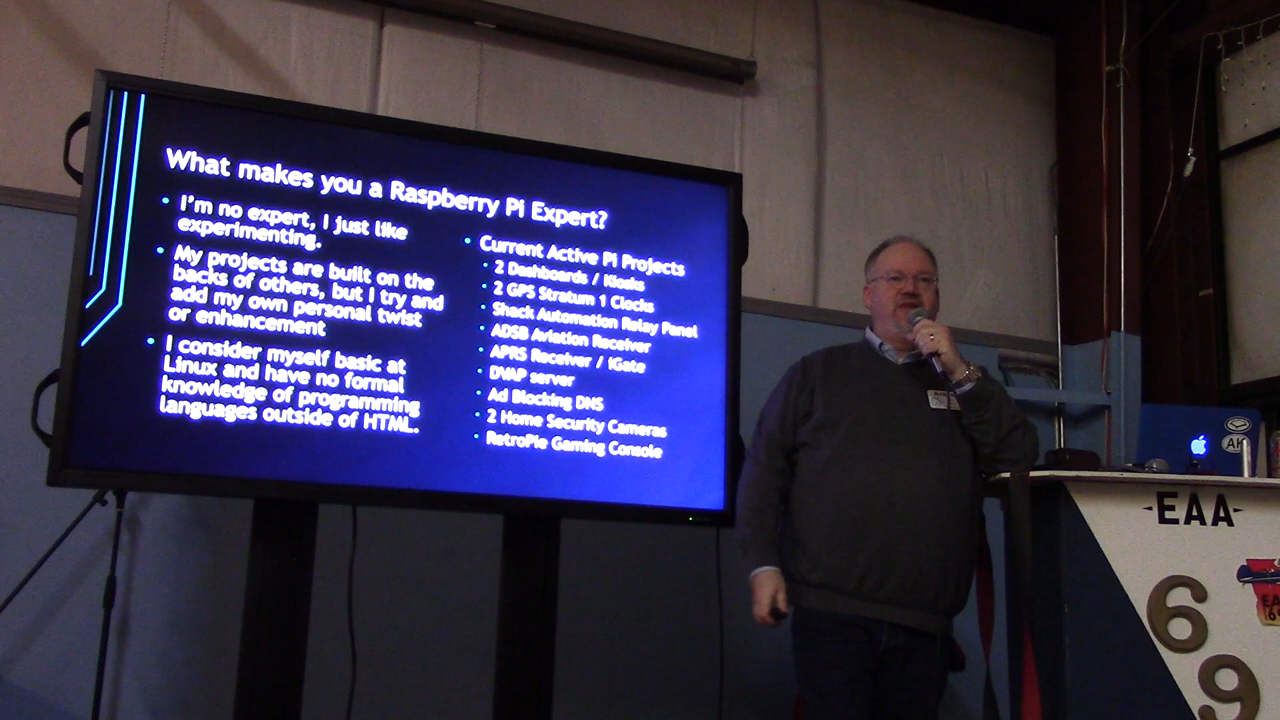 What makes you a Raspberry Pi Expert?
• I'm no expert, I just like
experimenting.
• My projects are built on the
backs of others, but I try and
add my own personal twist
or enhancement
• I consider myself basic at
Linux and have no formal
knowledge of programming
languages outside of HTML.
• Current Active Pi Projects
• 2 Dashboards / Kiosks
• 2 GPS Stratum 1 Clocks
Shack Automation Relay Panel
• ADSB Aviation Receiver
• APRS Receiver / iGate
• DVAP server
• Ad Blocking DNS
• 2 Home Security Cameras
• RetroPie Gaming Console
AK
-EAA-
6
9